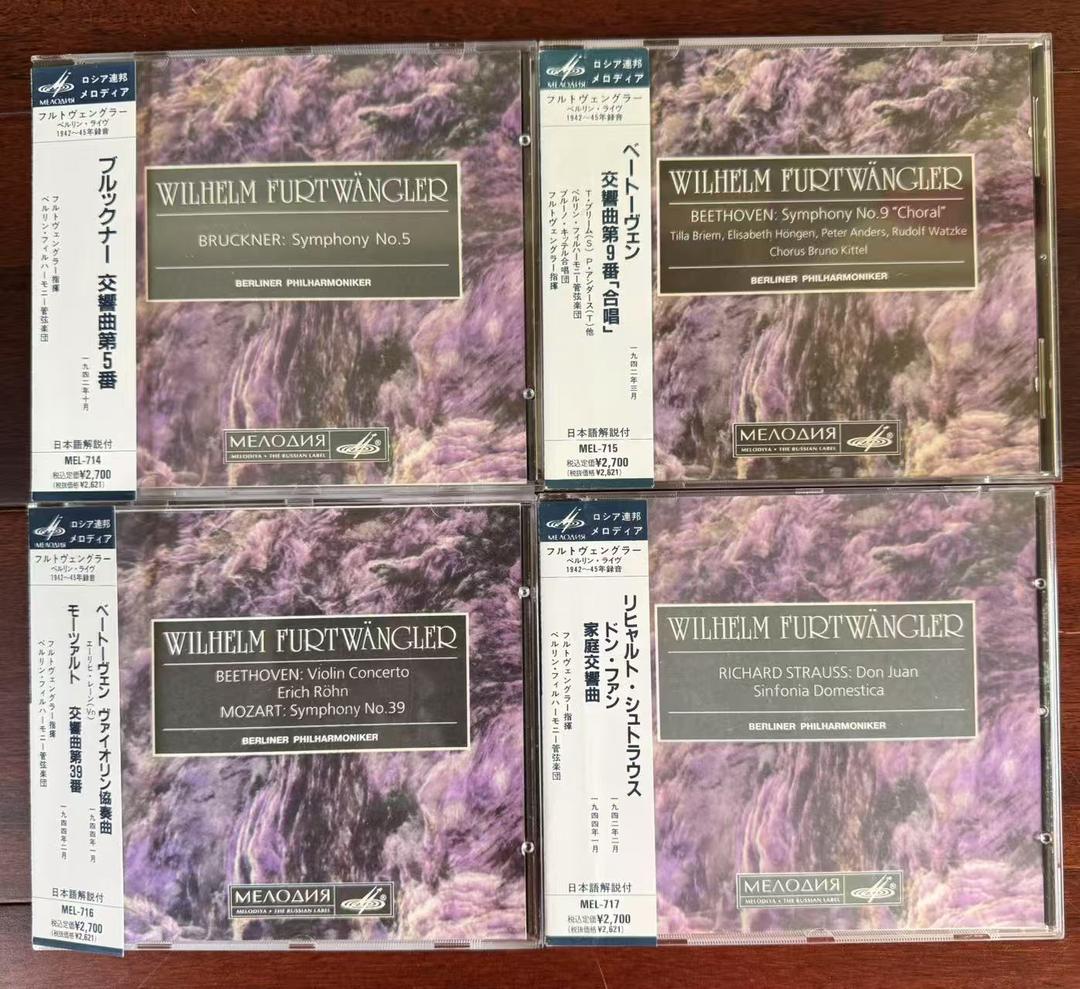 МЕЛОДИЯ
ロシア連邦
メロディア
フルトヴェングラー
ベルリン・ライヴ
1942〜45年録音
ブルックナー 交響曲第5番
一九四二年十月
フルトヴェングラー指揮
ベルリン・フィルハーモニー管弦楽団
日本語解説付
MEL-714
税込定価¥2,700
(税抜価格¥2,621)
WILHELM FURTWÄNGLER
BRUCKNER: Symphony No.5
BERLINER PHILHARMONIKER
МЕЛОДИЯ
MELODIYA • THE RUSSIAN LABEL
МЕЛОДИЯ
ロシア連邦
メロディア
フルトヴェングラー
ベルリン・ライヴ
1942〜45年録音
ベートーヴェン
交響曲第9番「合唱」
一九四二年三月
T・ブリーム(S) P・アンダース(T)他
ベルリン・フィルハーモニー管弦楽団
ブルーノ・キッテル合唱団
フルトヴェングラー指揮
日本語解説付
MEL-715
税込定価¥2,700
(税抜価格¥2,621)
WILHELM FURTWÄNGLER
BEETHOVEN: Symphony No.9 “Choral”
Tilla Briem, Elisabeth Höngen, Peter Anders, Rudolf Watzke
Chorus Bruno Kittel
BERLINER PHILHARMONIKER
МЕЛОДИЯ
MELODIYA • THE RUSSIAN LABEL
МЕЛОДИЯ
ロシア連邦
メロディア
フルトヴェングラー
ベルリン・ライヴ
1942〜45年録音
ベートーヴェン ヴァイオリン協奏曲
エーリヒ・レーン(Vn) 一九四四年一月
モーツァルト 交響曲第39番
一九四四年二月
フルトヴェングラー指揮
ベルリン・フィルハーモニー管弦楽団
日本語解説付
MEL-716
税込定価¥2,700
(税抜価格¥2,621)
WILHELM FURTWÄNGLER
BEETHOVEN: Violin Concerto
Erich Röhn
MOZART: Symphony No.39
BERLINER PHILHARMONIKER
МЕЛОДИЯ
MELODIYA • THE RUSSIAN LABEL
МЕЛОДИЯ
ロシア連邦
メロディア
フルトヴェングラー
ベルリン・ライヴ
1942〜45年録音
リヒャルト・シュトラウス
ドン・ファン
一九四二年二月
家庭交響曲
一九四四年一月
フルトヴェングラー指揮
ベルリン・フィルハーモニー管弦楽団
日本語解説付
MEL-717
税込定価¥2,700
(税抜価格¥2,621)
WILHELM FURTWÄNGLER
RICHARD STRAUSS: Don Juan
Sinfonia Domestica
BERLINER PHILHARMONIKER
МЕЛОДИЯ
MELODIYA • THE RUSSIAN LABEL